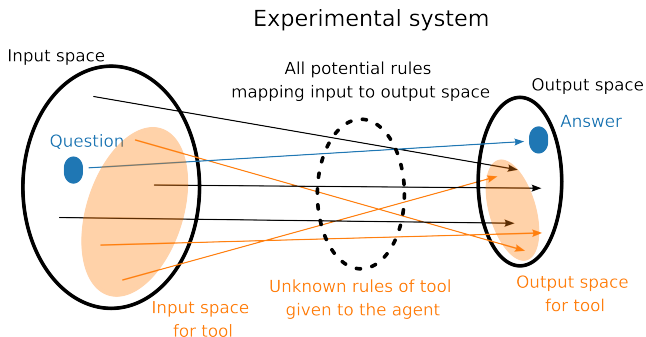 Experimental system
Input space
All potential rules
mapping input to output space
Output space
Question
Answer
Input space
for tool
Unknown rules of tool
given to the agent
Output space
for tool